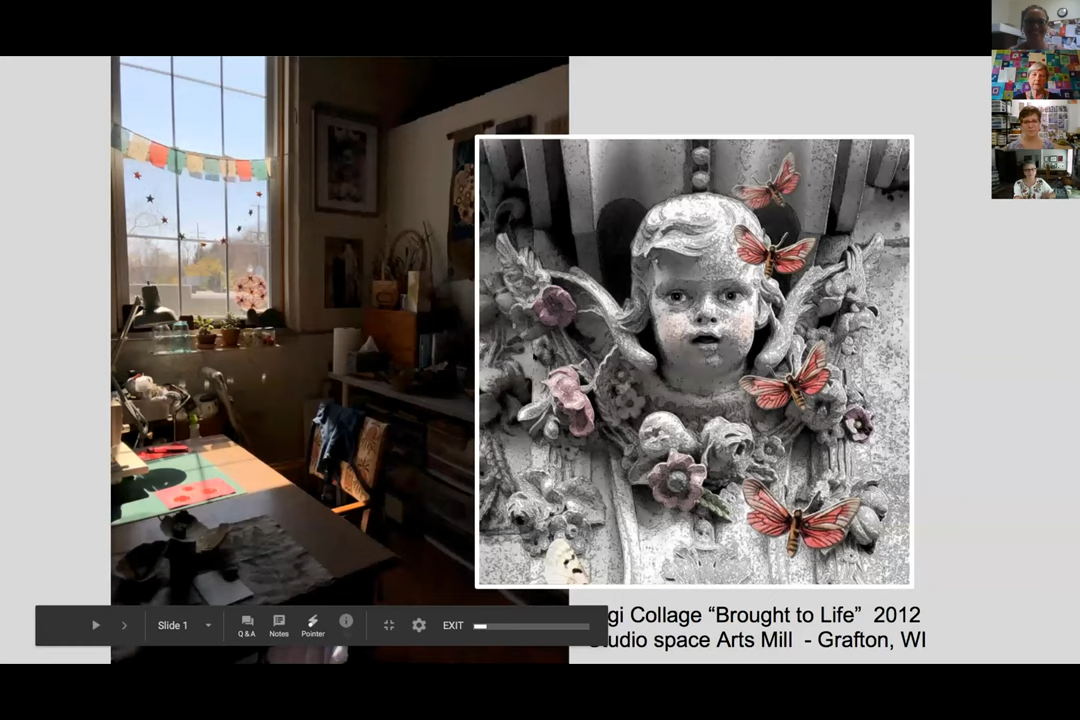 Slide 1
Q & A
Notes
Pointer
EXIT
gi Collage “Brought to Life” 2012
tudio space Arts Mill - Grafton, WI